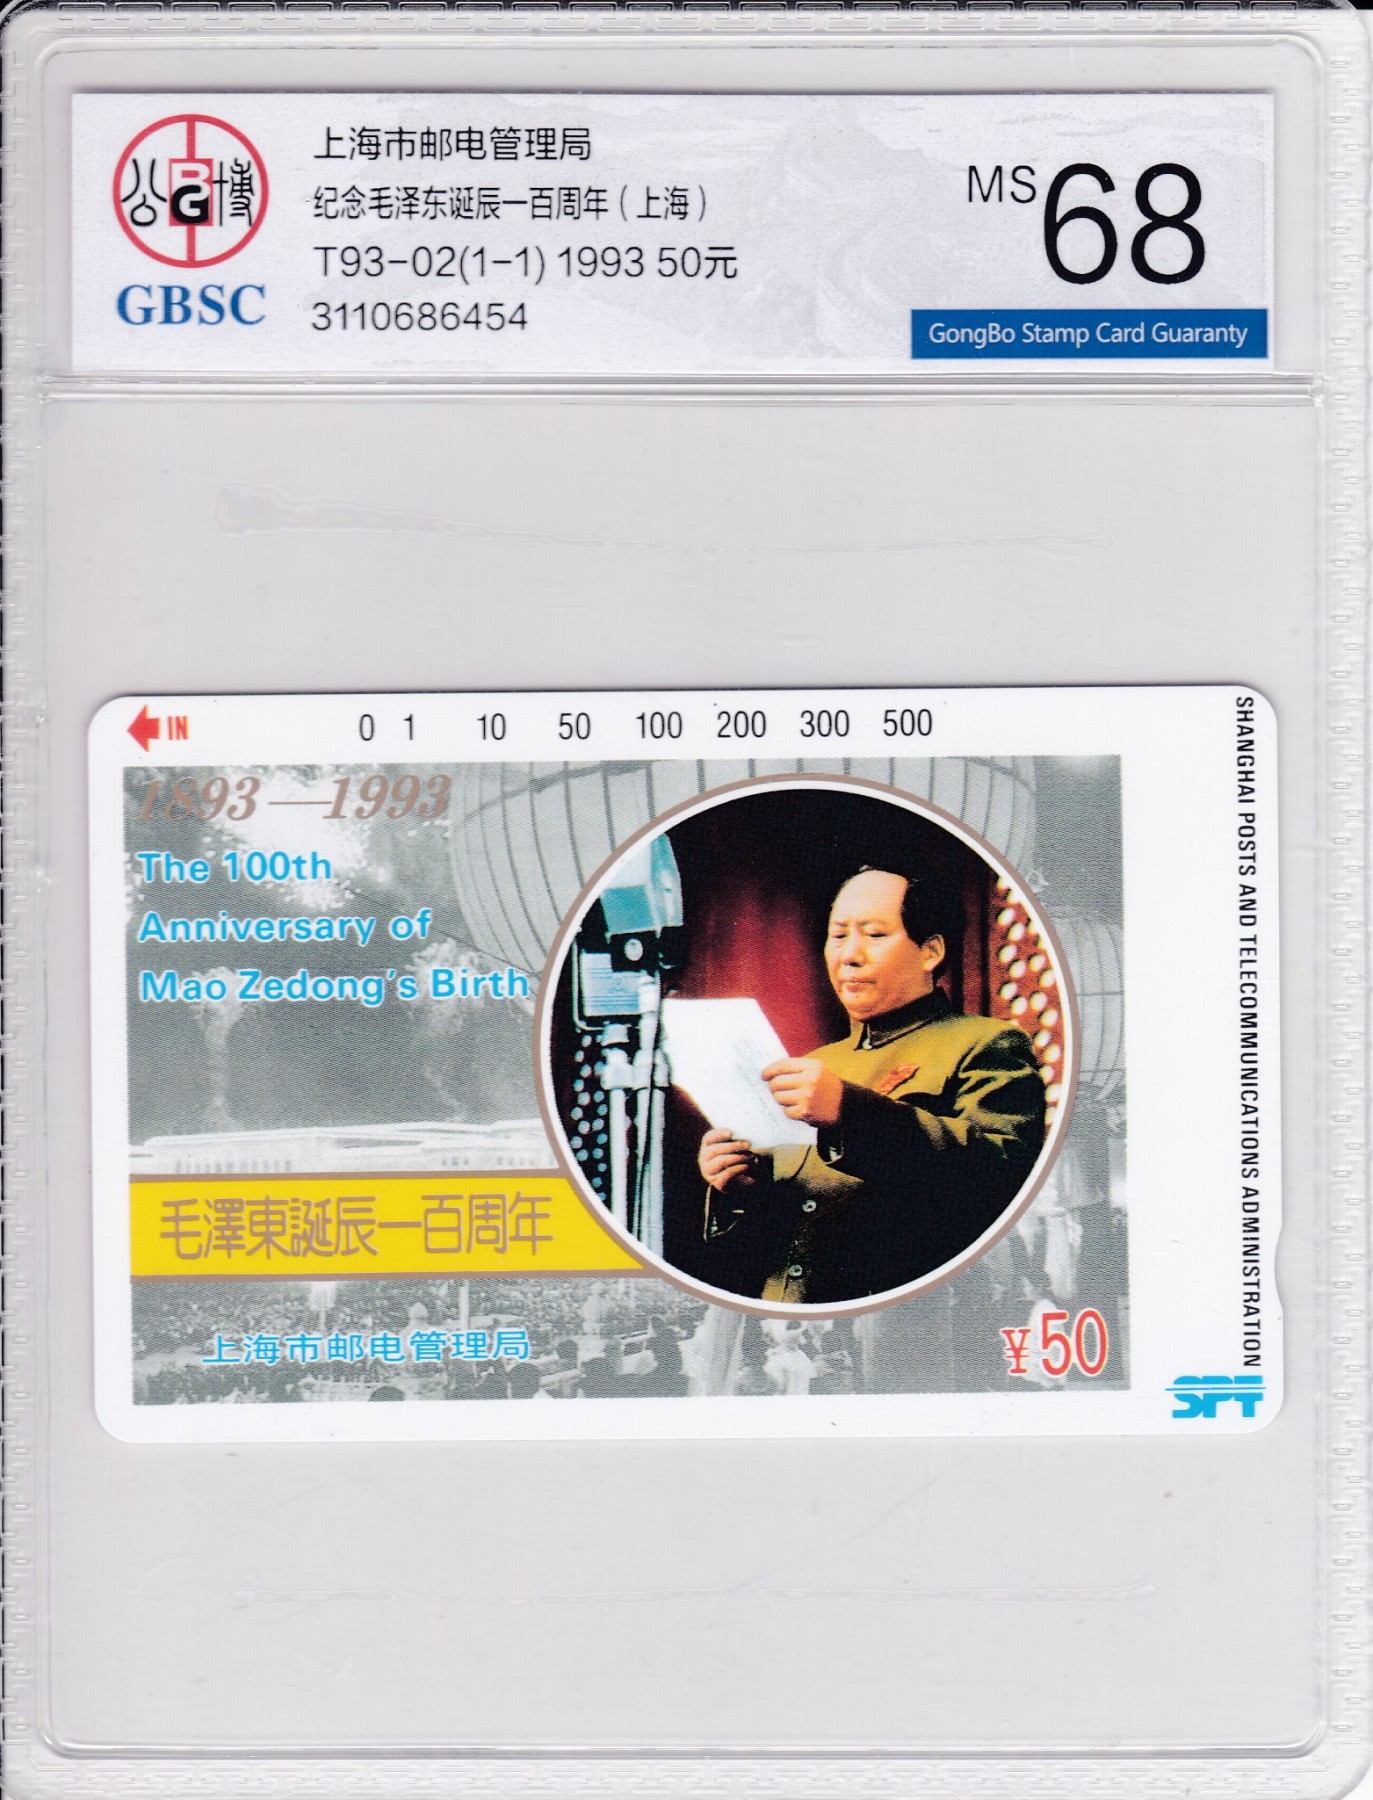 公 BG 博
GBSC
上海市邮电管理局
纪念毛泽东诞辰一百周年（上海）
T93-02(1-1) 1993 50元
3110686454
MS 68
GongBo Stamp Card Guaranty
IN 0 1 10 50 100 200 300 500
1893—1993
The 100th
Anniversary of
Mao Zedong's Birth
毛澤東誕辰一百周年
上海市邮电管理局
¥50
SHANGHAI POSTS AND TELECOMMUNICATIONS ADMINISTRATION
SPT